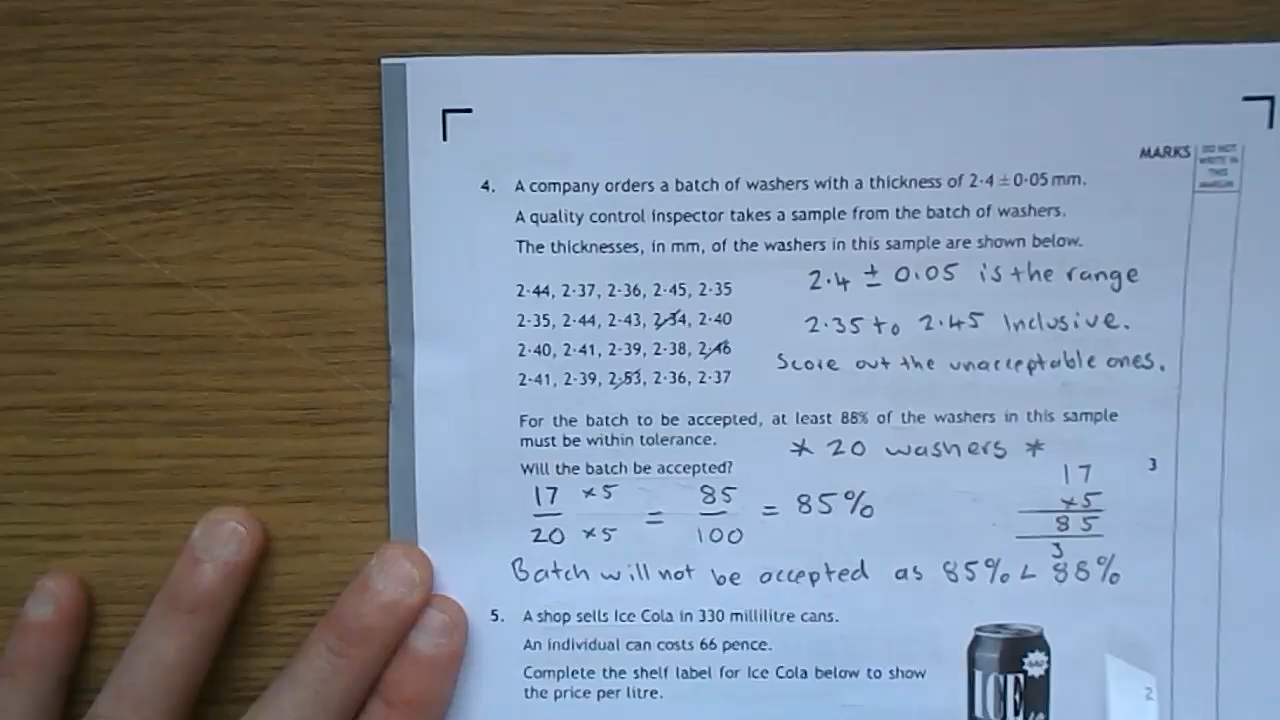 MARKS
DO NOT
WRITE IN
THIS
MARGIN
4. A company orders a batch of washers with a thickness of 2·4 ± 0·05 mm.
A quality control inspector takes a sample from the batch of washers.
The thicknesses, in mm, of the washers in this sample are shown below.
2.4 ± 0.05 is the range
2·44, 2·37, 2·36, 2·45, 2·35
2·35, 2·44, 2·43, 2·34, 2·40
2.35 to 2.45 Inclusive.
2·40, 2·41, 2·39, 2·38, 2·46
Score out the unacceptable ones.
2·41, 2·39, 2·53, 2·36, 2·37
For the batch to be accepted, at least 88% of the washers in this sample
must be within tolerance.
* 20 washers *
Will the batch be accepted?
3
17 ×5 = 85 = 85%
20 ×5 100
17
×5
85
3
Batch will not be accepted as 85% < 88%
5. A shop sells Ice Cola in 330 millilitre cans.
An individual can costs 66 pence.
Complete the shelf label for Ice Cola below to show
the price per litre.
ICE
2